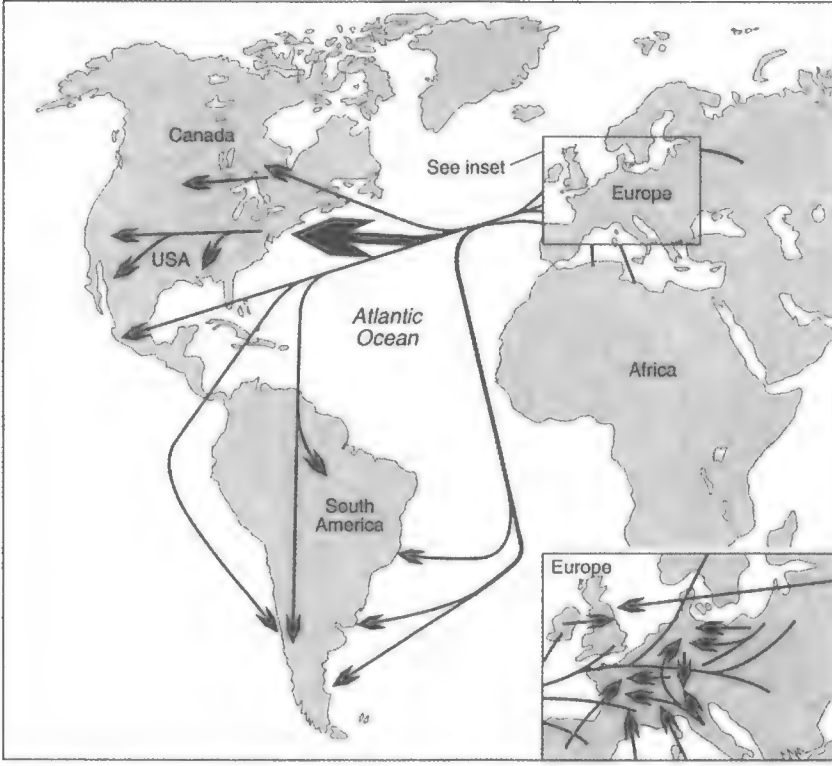 Canada
See inset
Europe
USA
Atlantic
Ocean
Africa
South
America
Europe